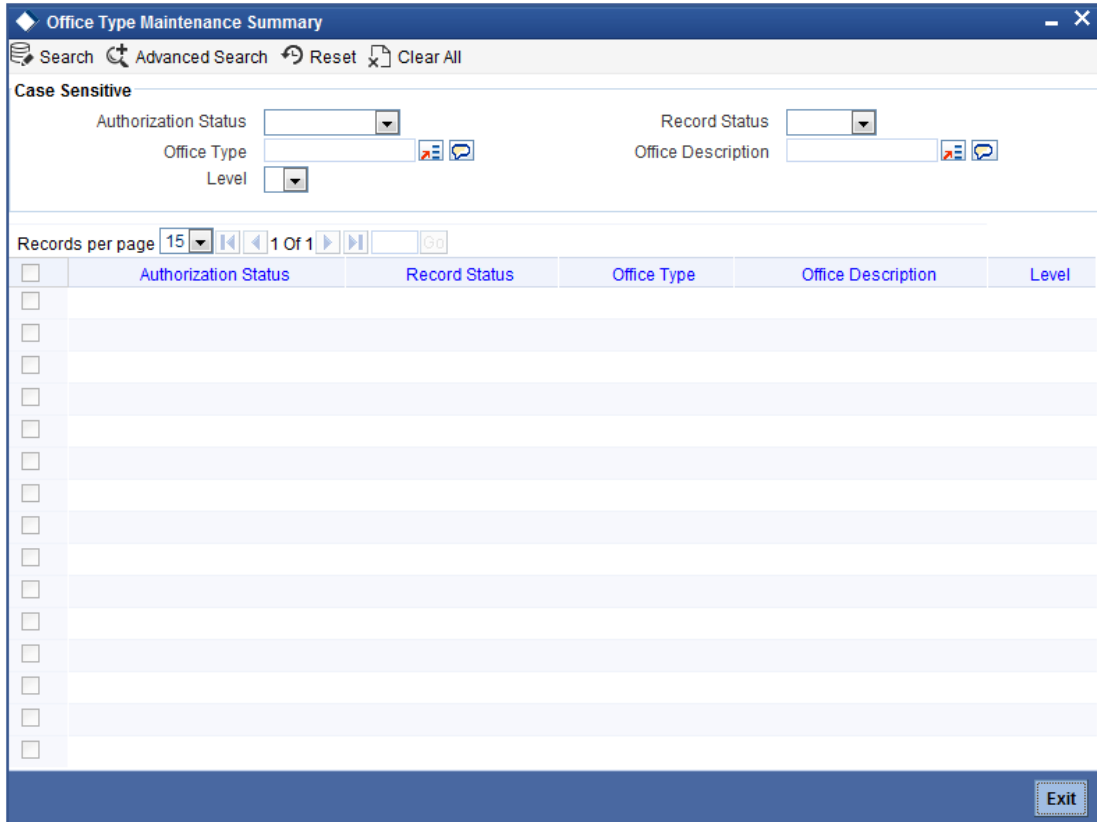 Office Type Maintenance Summary
Search Advanced Search Reset Clear All
Case Sensitive
Authorization Status Record Status
Office Type Office Description
Level
Records per page 15 1 Of 1 Go
Authorization Status Record Status Office Type Office Description Level
Exit